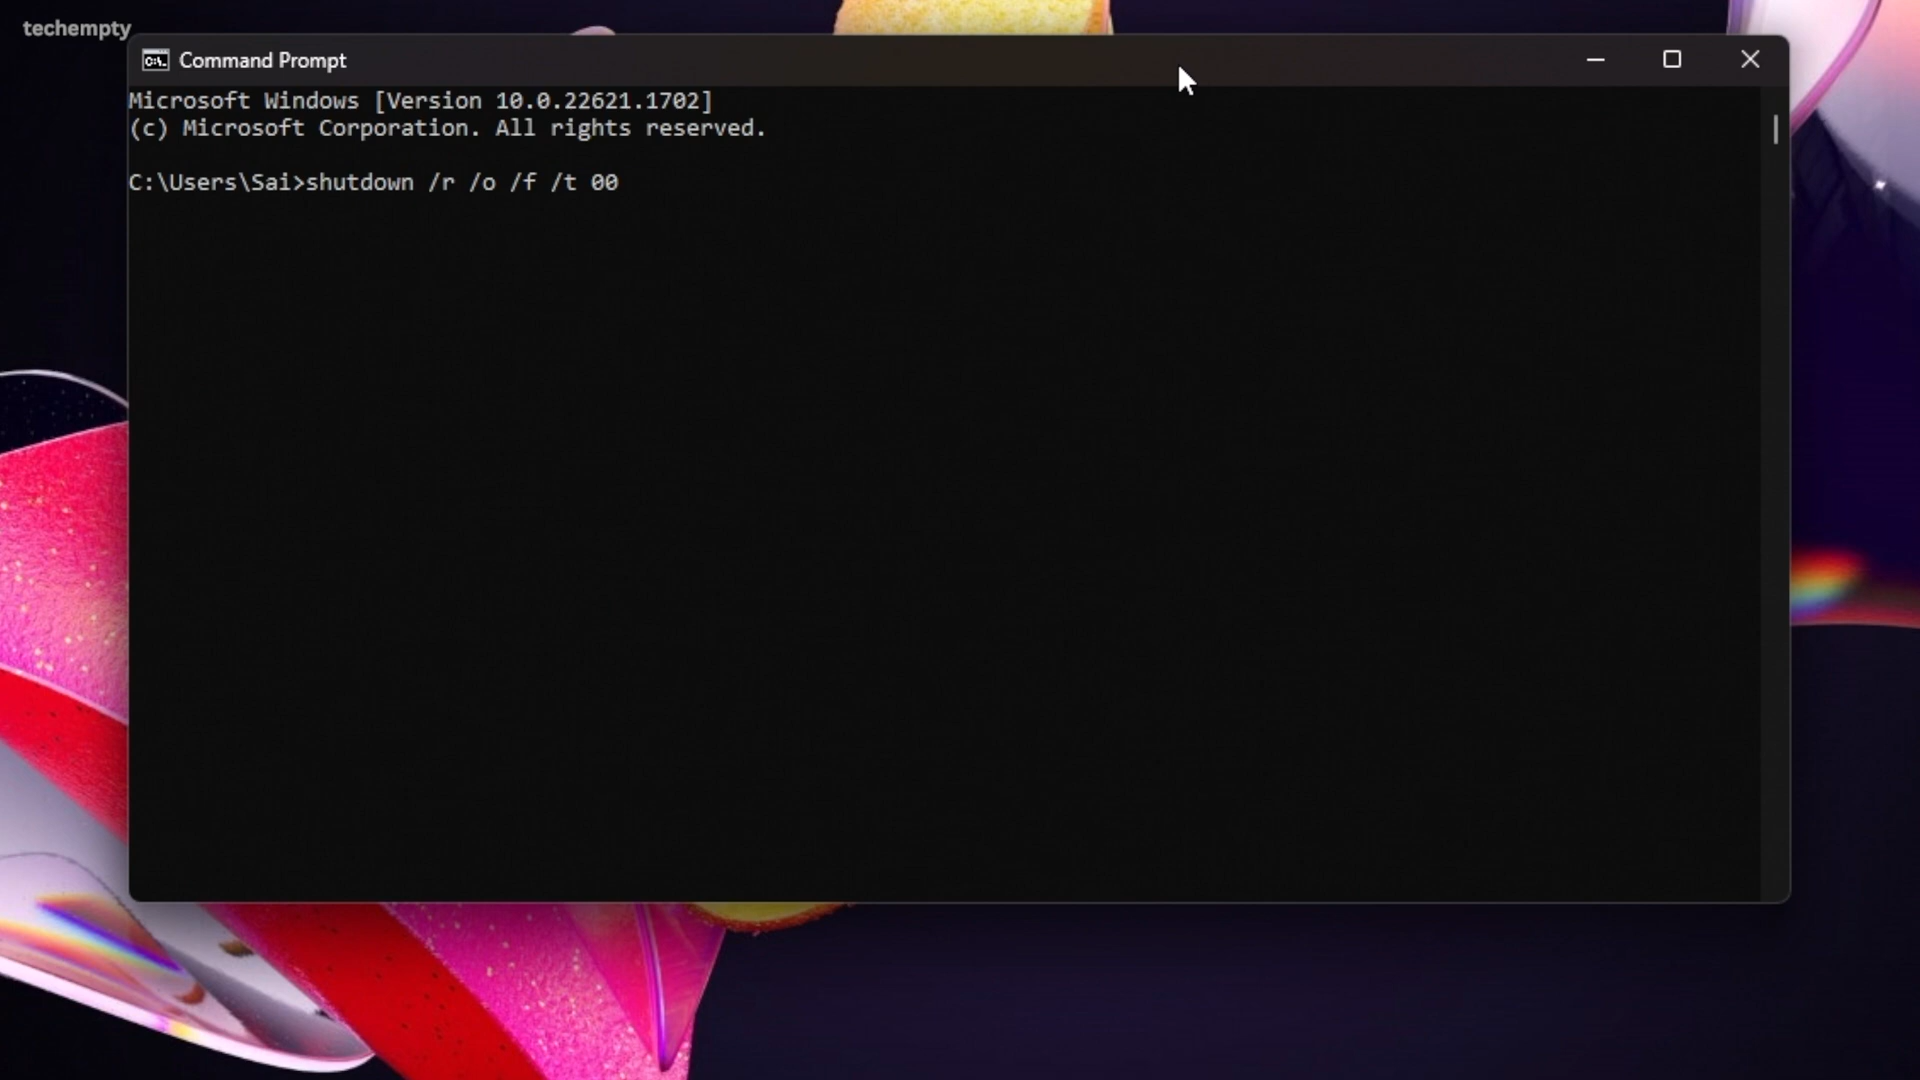 techempty
Command Prompt
Microsoft Windows [Version 10.0.22621.1702]
(c) Microsoft Corporation. All rights reserved.
C:\Users\Sai>shutdown /r /o /f /t 00